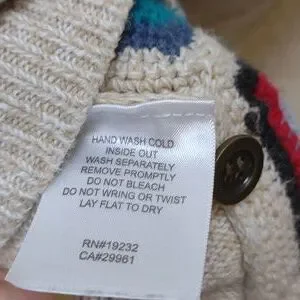 HAND WASH COLD
INSIDE OUT
WASH SEPARATELY
REMOVE PROMPTLY
DO NOT BLEACH
DO NOT WRING OR TWIST
LAY FLAT TO DRY
RN#19232
CA#29961